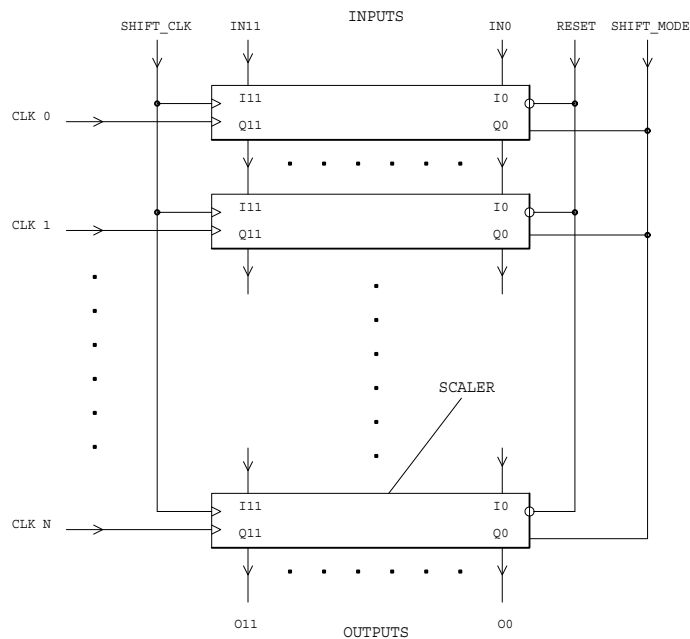 INPUTS
SHIFT_CLK IN11 IN0 RESET SHIFT_MODE
I11 I0
CLK 0
Q11 Q0
I11 I0
CLK 1
Q11 Q0
SCALER
I11 I0
CLK N
Q11 Q0
O11 O0
OUTPUTS